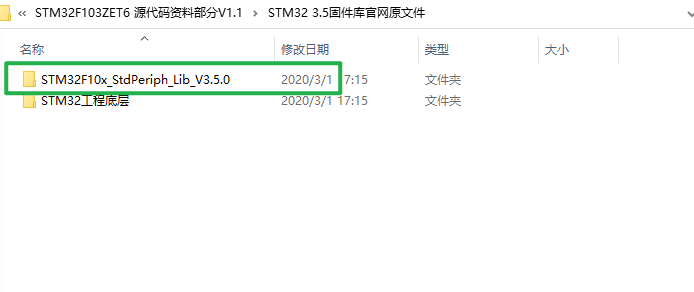 « STM32F103ZET6 源代码资料部分V1.1 > STM32 3.5固件库官网原文件
名称 修改日期 类型 大小
STM32F10x_StdPeriph_Lib_V3.5.0 2020/3/1 17:15 文件夹
STM32工程底层 2020/3/1 17:15 文件夹